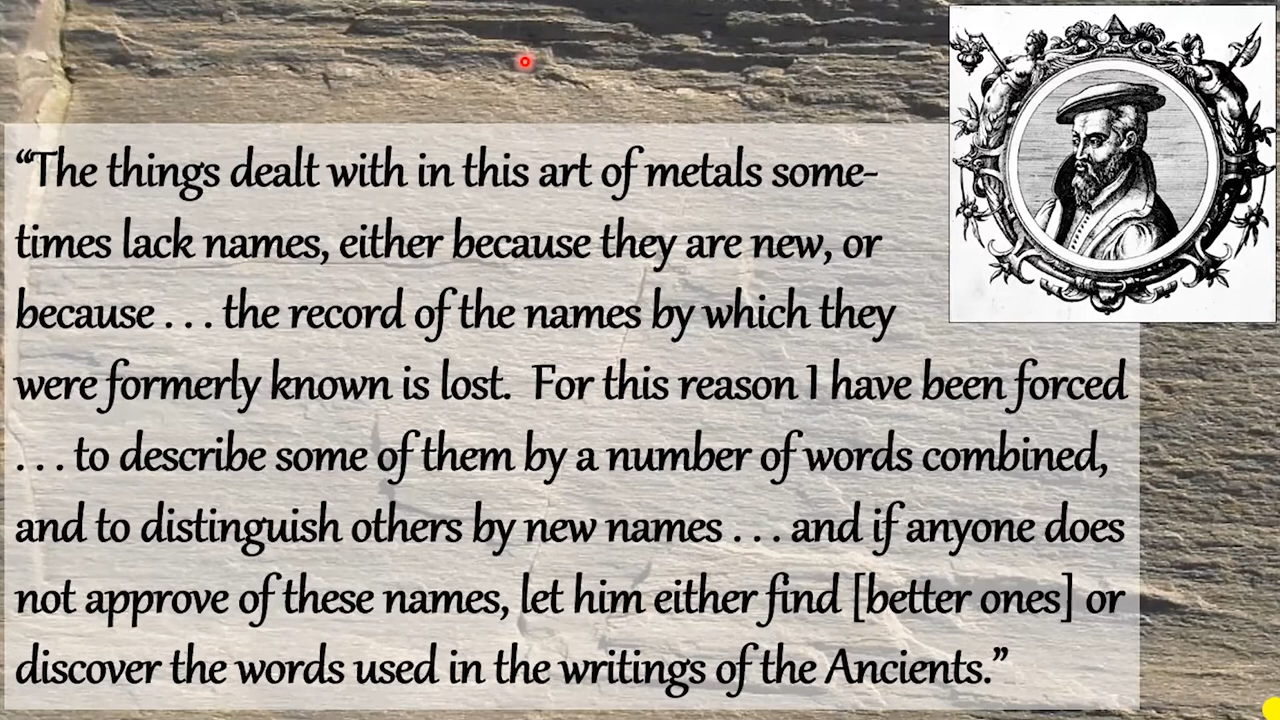 “The things dealt with in this art of metals some-
times lack names, either because they are new, or
because . . . the record of the names by which they
were formerly known is lost.  For this reason I have been forced
. . . to describe some of them by a number of words combined,
and to distinguish others by new names . . . and if anyone does
not approve of these names, let him either find [better ones] or
discover the words used in the writings of the Ancients.”